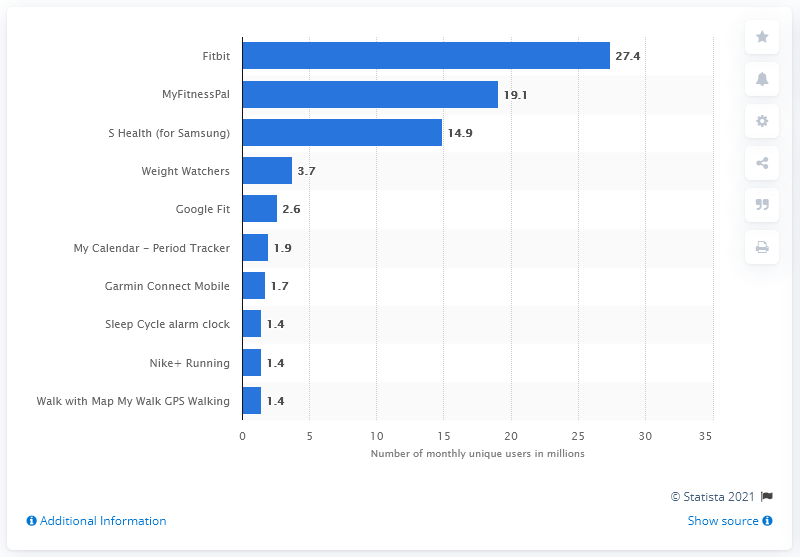 Fitbit 27.4
MyFitnessPal 19.1
S Health (for Samsung) 14.9
Weight Watchers 3.7
Google Fit 2.6
My Calendar – Period Tracker 1.9
Garmin Connect Mobile 1.7
Sleep Cycle alarm clock 1.4
Nike+ Running 1.4
Walk with Map My Walk GPS Walking 1.4
0 5 10 15 20 25 30 35
Number of monthly unique users in millions
© Statista 2021
Additional Information Show source